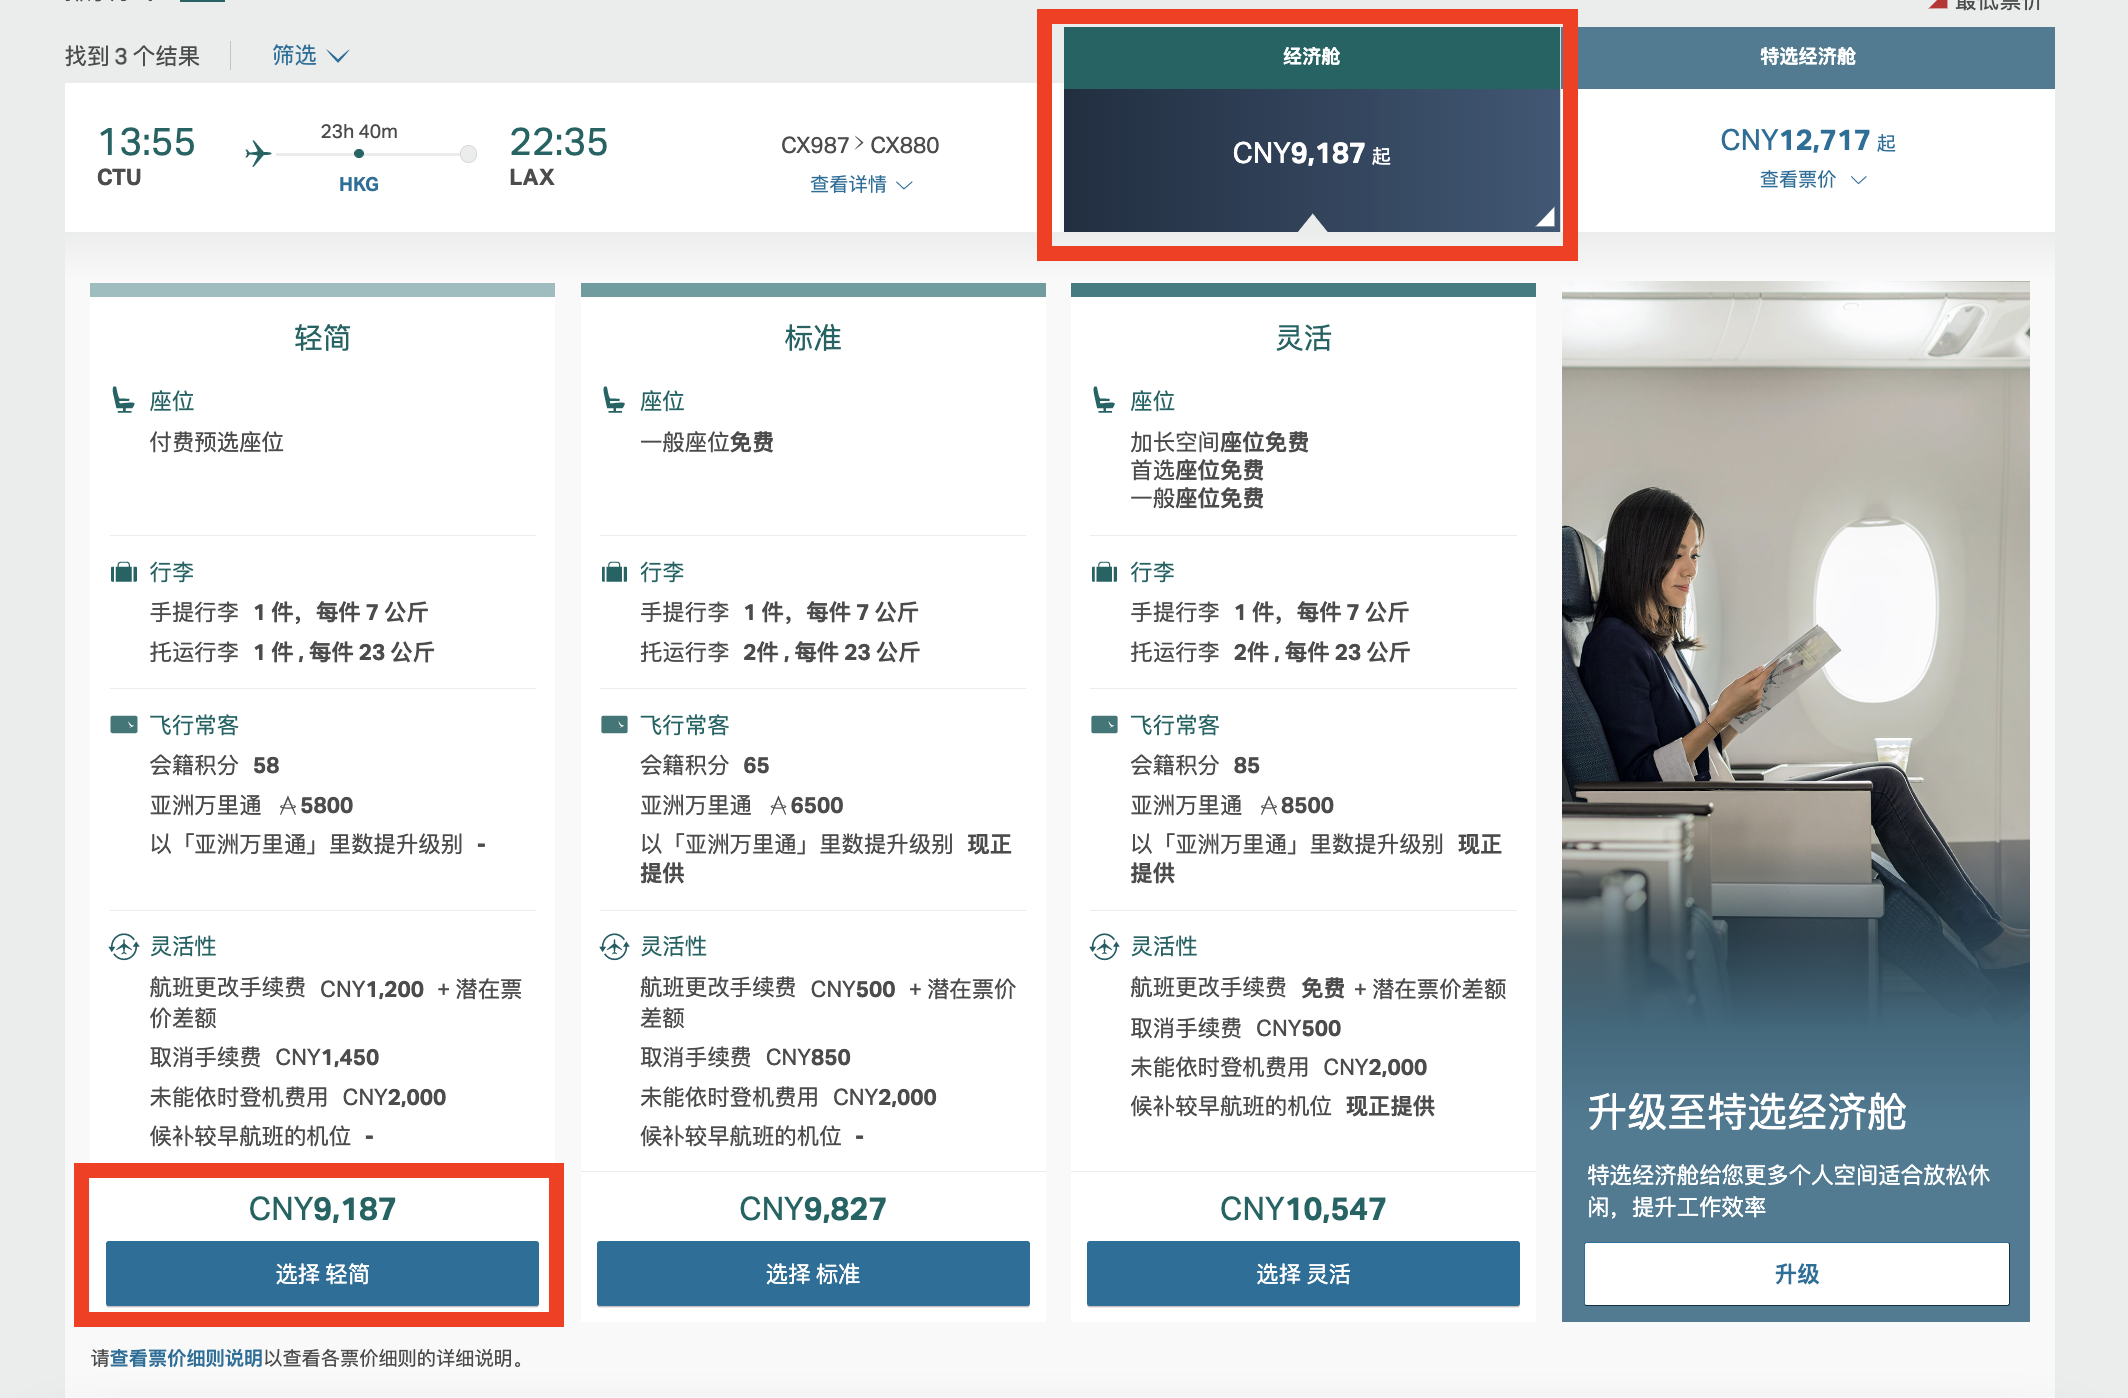 最低票价
找到 3 个结果
筛选
经济舱
特选经济舱
13:55
CTU
23h 40m
HKG
22:35
LAX
CX987 > CX880
查看详情
CNY9,187 起
CNY12,717 起
查看票价
轻简
座位
付费预选座位
行李
手提行李 1 件，每件 7 公斤
托运行李 1 件 , 每件 23 公斤
飞行常客
会籍积分 58
亚洲万里通 5800
以「亚洲万里通」里数提升级别 -
灵活性
航班更改手续费 CNY1,200 + 潜在票
价差额
取消手续费 CNY1,450
未能依时登机费用 CNY2,000
候补较早航班的机位 -
CNY9,187
选择 轻简
标准
座位
一般座位免费
行李
手提行李 1 件，每件 7 公斤
托运行李 2件 , 每件 23 公斤
飞行常客
会籍积分 65
亚洲万里通 6500
以「亚洲万里通」里数提升级别 现正
提供
灵活性
航班更改手续费 CNY500 + 潜在票价
差额
取消手续费 CNY850
未能依时登机费用 CNY2,000
候补较早航班的机位 -
CNY9,827
选择 标准
灵活
座位
加长空间座位免费
首选座位免费
一般座位免费
行李
手提行李 1 件，每件 7 公斤
托运行李 2件 , 每件 23 公斤
飞行常客
会籍积分 85
亚洲万里通 8500
以「亚洲万里通」里数提升级别 现正
提供
灵活性
航班更改手续费 免费 + 潜在票价差额
取消手续费 CNY500
未能依时登机费用 CNY2,000
候补较早航班的机位 现正提供
CNY10,547
选择 灵活
升级至特选经济舱
特选经济舱给您更多个人空间适合放松休
闲，提升工作效率
升级
请查看票价细则说明以查看各票价细则的详细说明。